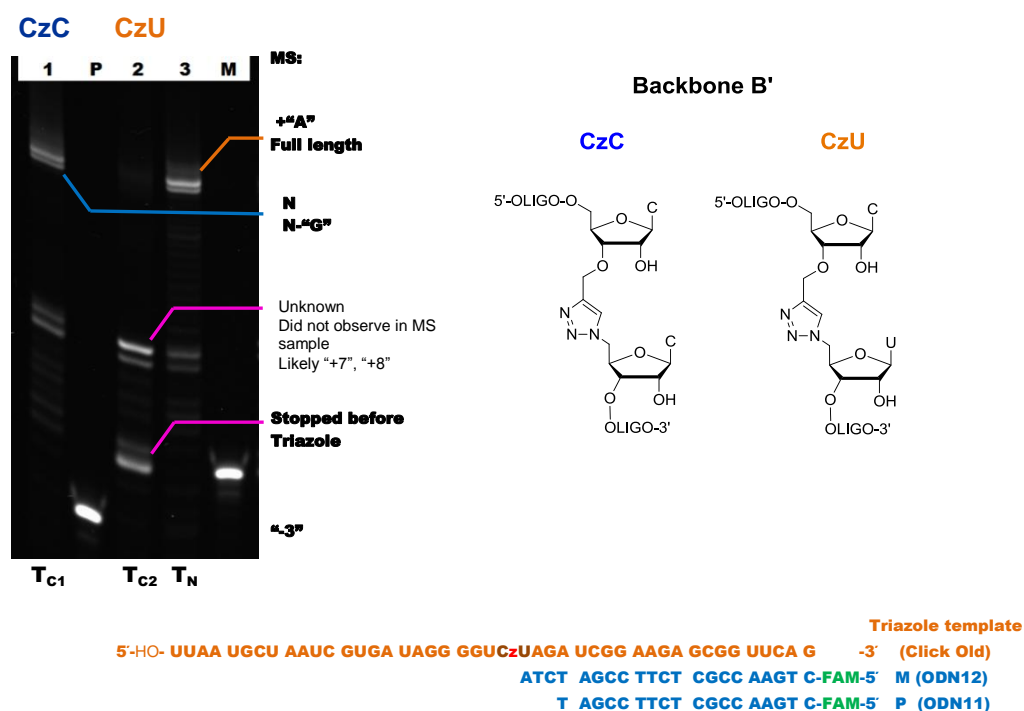 CzC CzU
1 P 2 3 M
MS:
+“A”
Full length
N
N-“G”
Unknown
Did not observe in MS
sample
Likely “+7”, “+8”
Stopped before
Triazole
“-3”
TC1 TC2 TN
Backbone B'
CzC
5'-OLIGO-O
O
C
O
OH
N
N
N
O
C
O
OH
OLIGO-3'
CzU
5'-OLIGO-O
O
C
O
OH
N
N
N
O
U
O
OH
OLIGO-3'
Triazole template
5´-HO- UUAA UGCU AAUC GUGA UAGG GGUCzUAGA UCGG AAGA GCGG UUCA G -3´ (Click Old)
ATCT AGCC TTCT CGCC AAGT C-FAM-5´ M (ODN12)
T AGCC TTCT CGCC AAGT C-FAM-5´ P (ODN11)